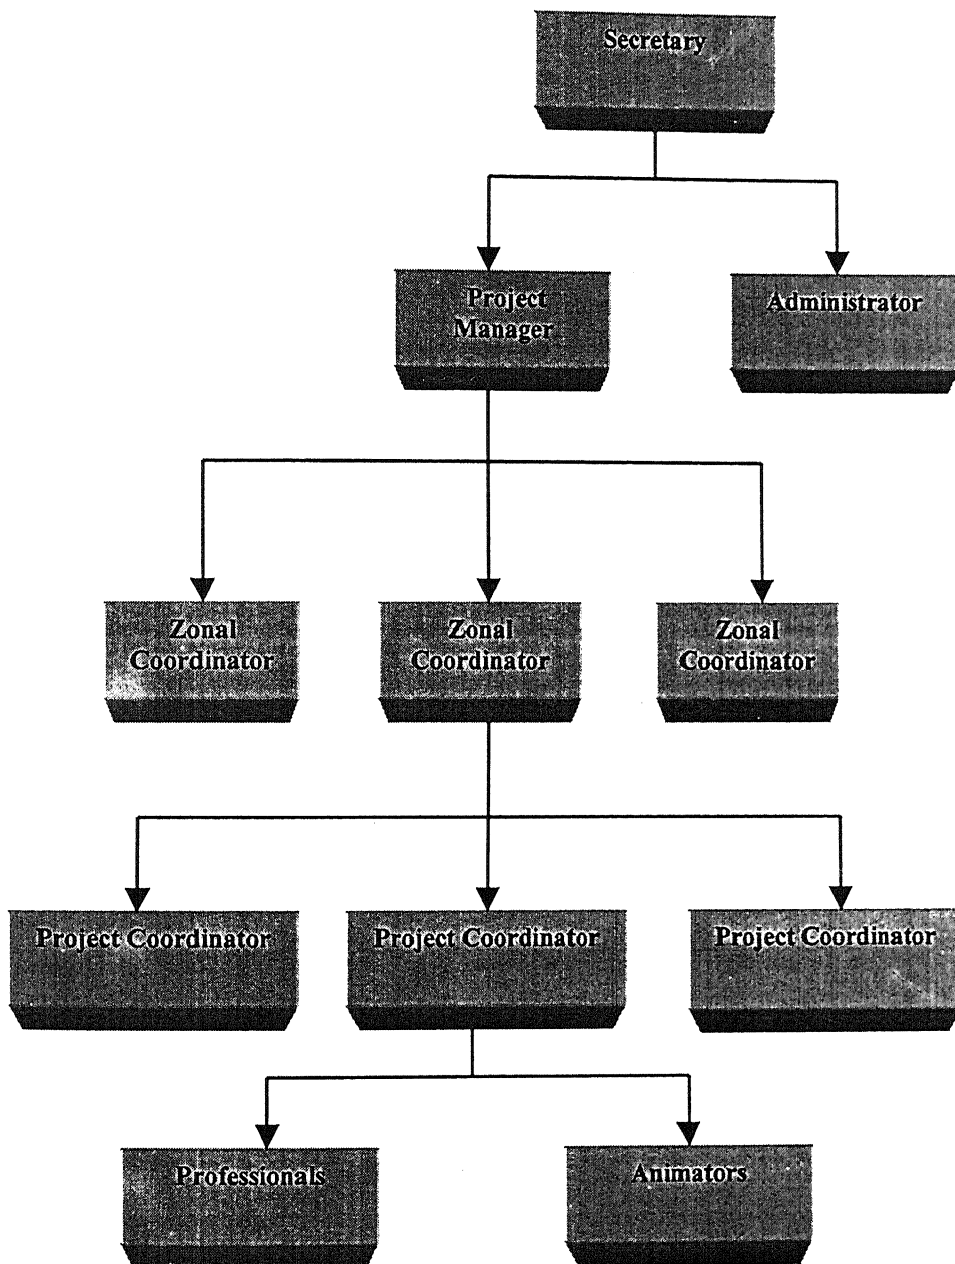 Secretary
Project
Manager
Administrator
Zonal
Coordinator
Zonal
Coordinator
Zonal
Coordinator
Project Coordinator
Project Coordinator
Project Coordinator
Professionals
Animators